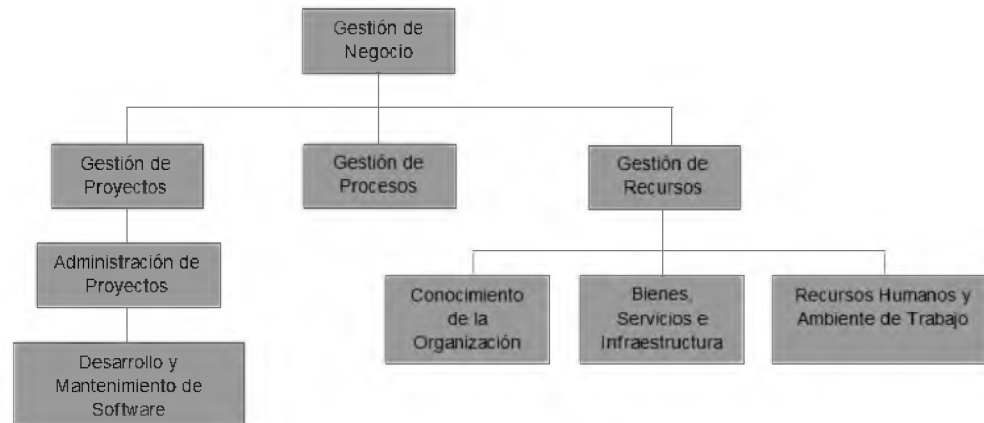 Gestión de
Negocio
Gestión de
Proyectos
Gestión de
Procesos
Gestión de
Recursos
Administración de
Proyectos
Conocimiento
de la
Organización
Bienes,
Servicios e
Infraestructura
Recursos Humanos y
Ambiente de Trabajo
Desarrollo y
Mantenimiento de
Software